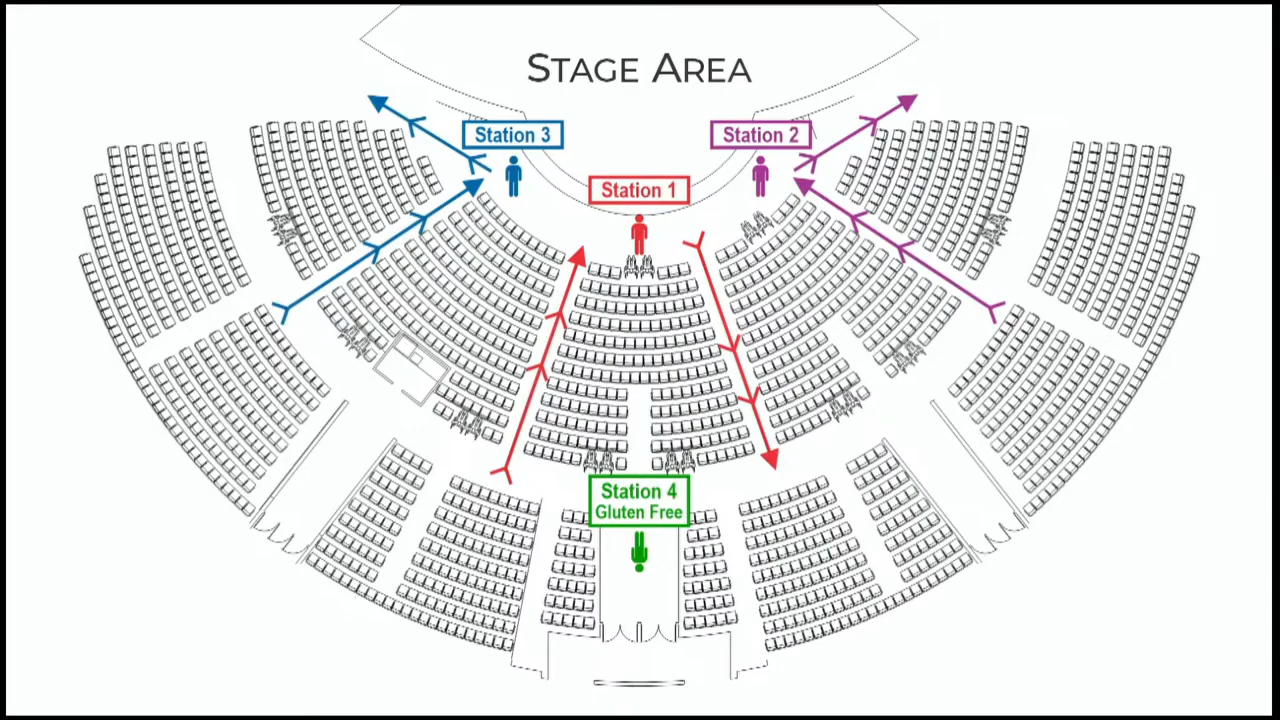 STAGE AREA
Station 3
Station 2
Station 1
Station 4
Gluten Free